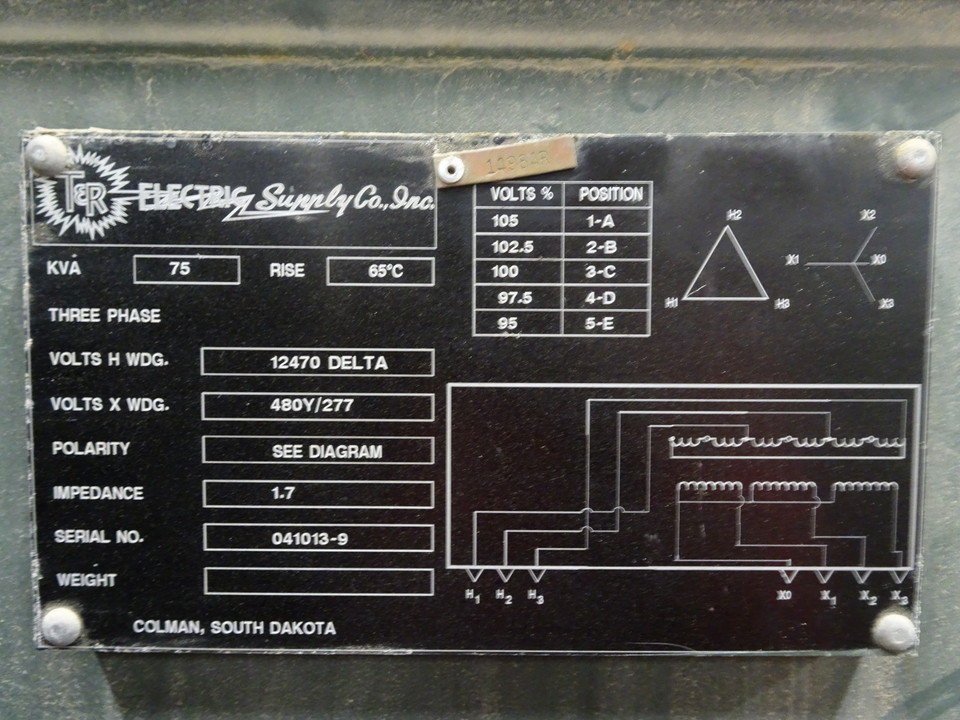 T&R ELECTRIC Supply Co., Inc.
14984R
KVA 75 RISE 65°C
THREE PHASE
VOLTS H WDG. 12470 DELTA
VOLTS X WDG. 480Y/277
POLARITY SEE DIAGRAM
IMPEDANCE 1.7
SERIAL NO. 041013-9
WEIGHT
COLMAN, SOUTH DAKOTA
VOLTS % POSITION
105 1-A
102.5 2-B
100 3-C
97.5 4-D
95 5-E
H2
H1 H3
X2
X1 X0
X3
H1 H2 H3 X0 X1 X2 X3